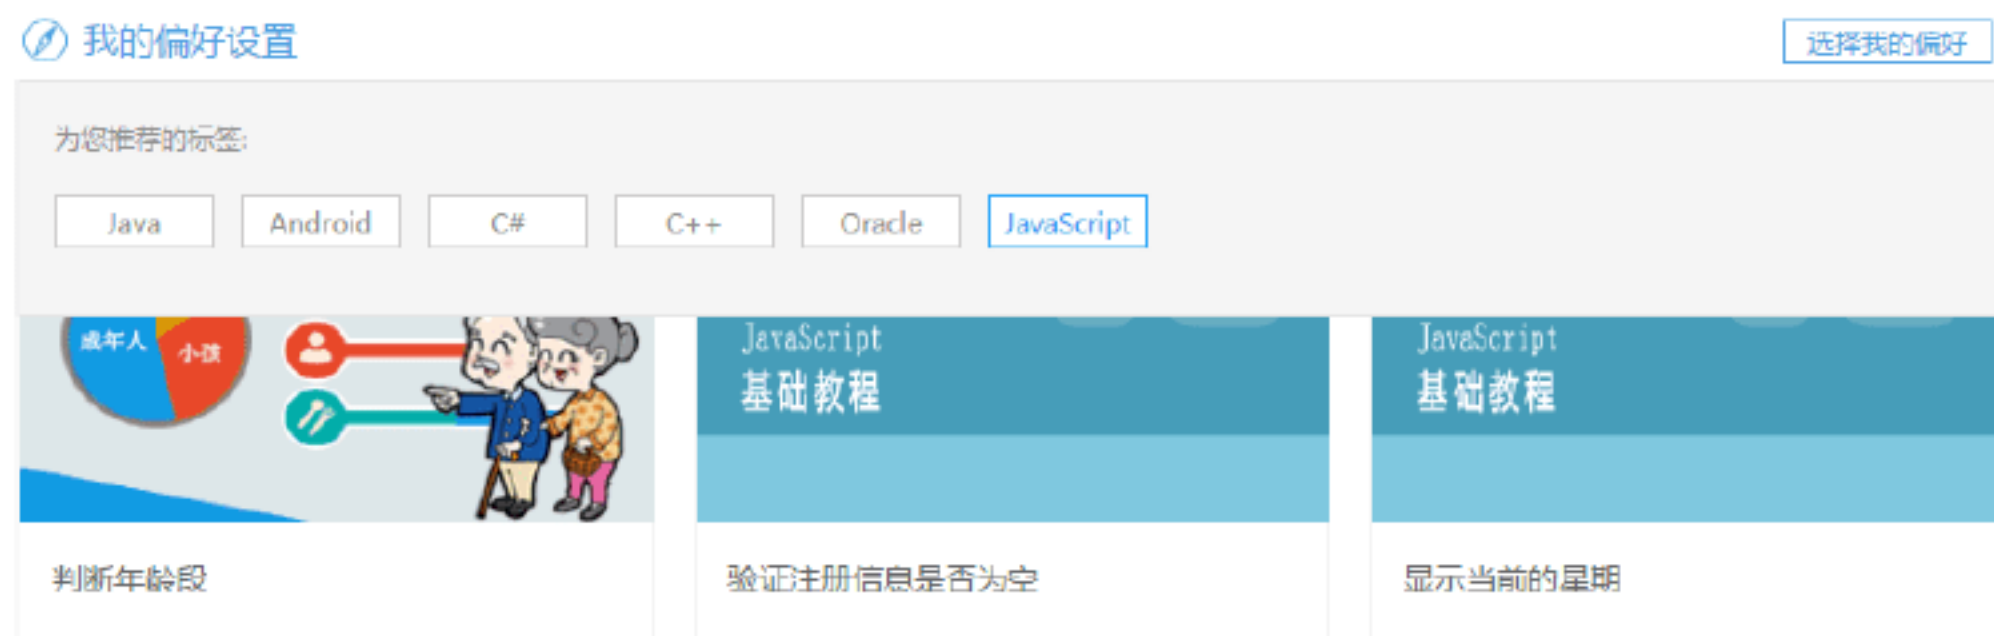 我的偏好设置
选择我的偏好
为您推荐的标签:
Java
Android
C#
C++
Oracle
JavaScript
成年人
小孩
JavaScript
基础教程
JavaScript
基础教程
判断年龄段
验证注册信息是否为空
显示当前的星期